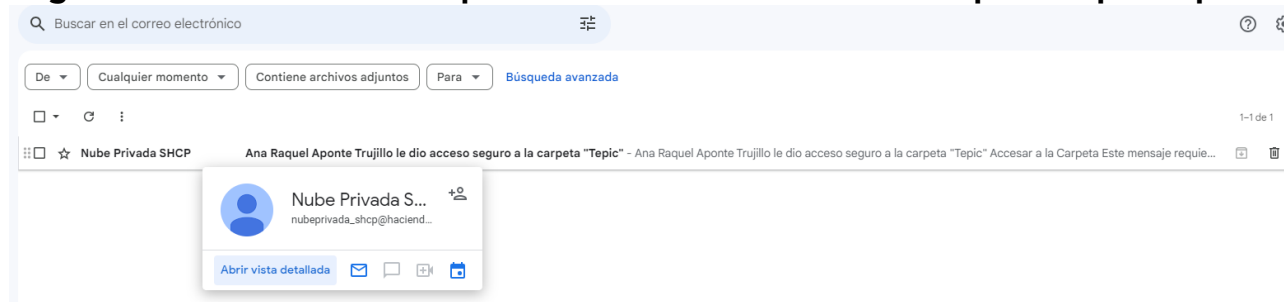 Buscar en el correo electrónico
De Cualquier momento Contiene archivos adjuntos Para Búsqueda avanzada
1–1 de 1
Nube Privada SHCP Ana Raquel Aponte Trujillo le dio acceso seguro a la carpeta "Tepic" - Ana Raquel Aponte Trujillo le dio acceso seguro a la carpeta "Tepic" Accesar a la Carpeta Este mensaje requie...
Nube Privada S...
nubeprivada_shcp@haciend...
Abrir vista detallada